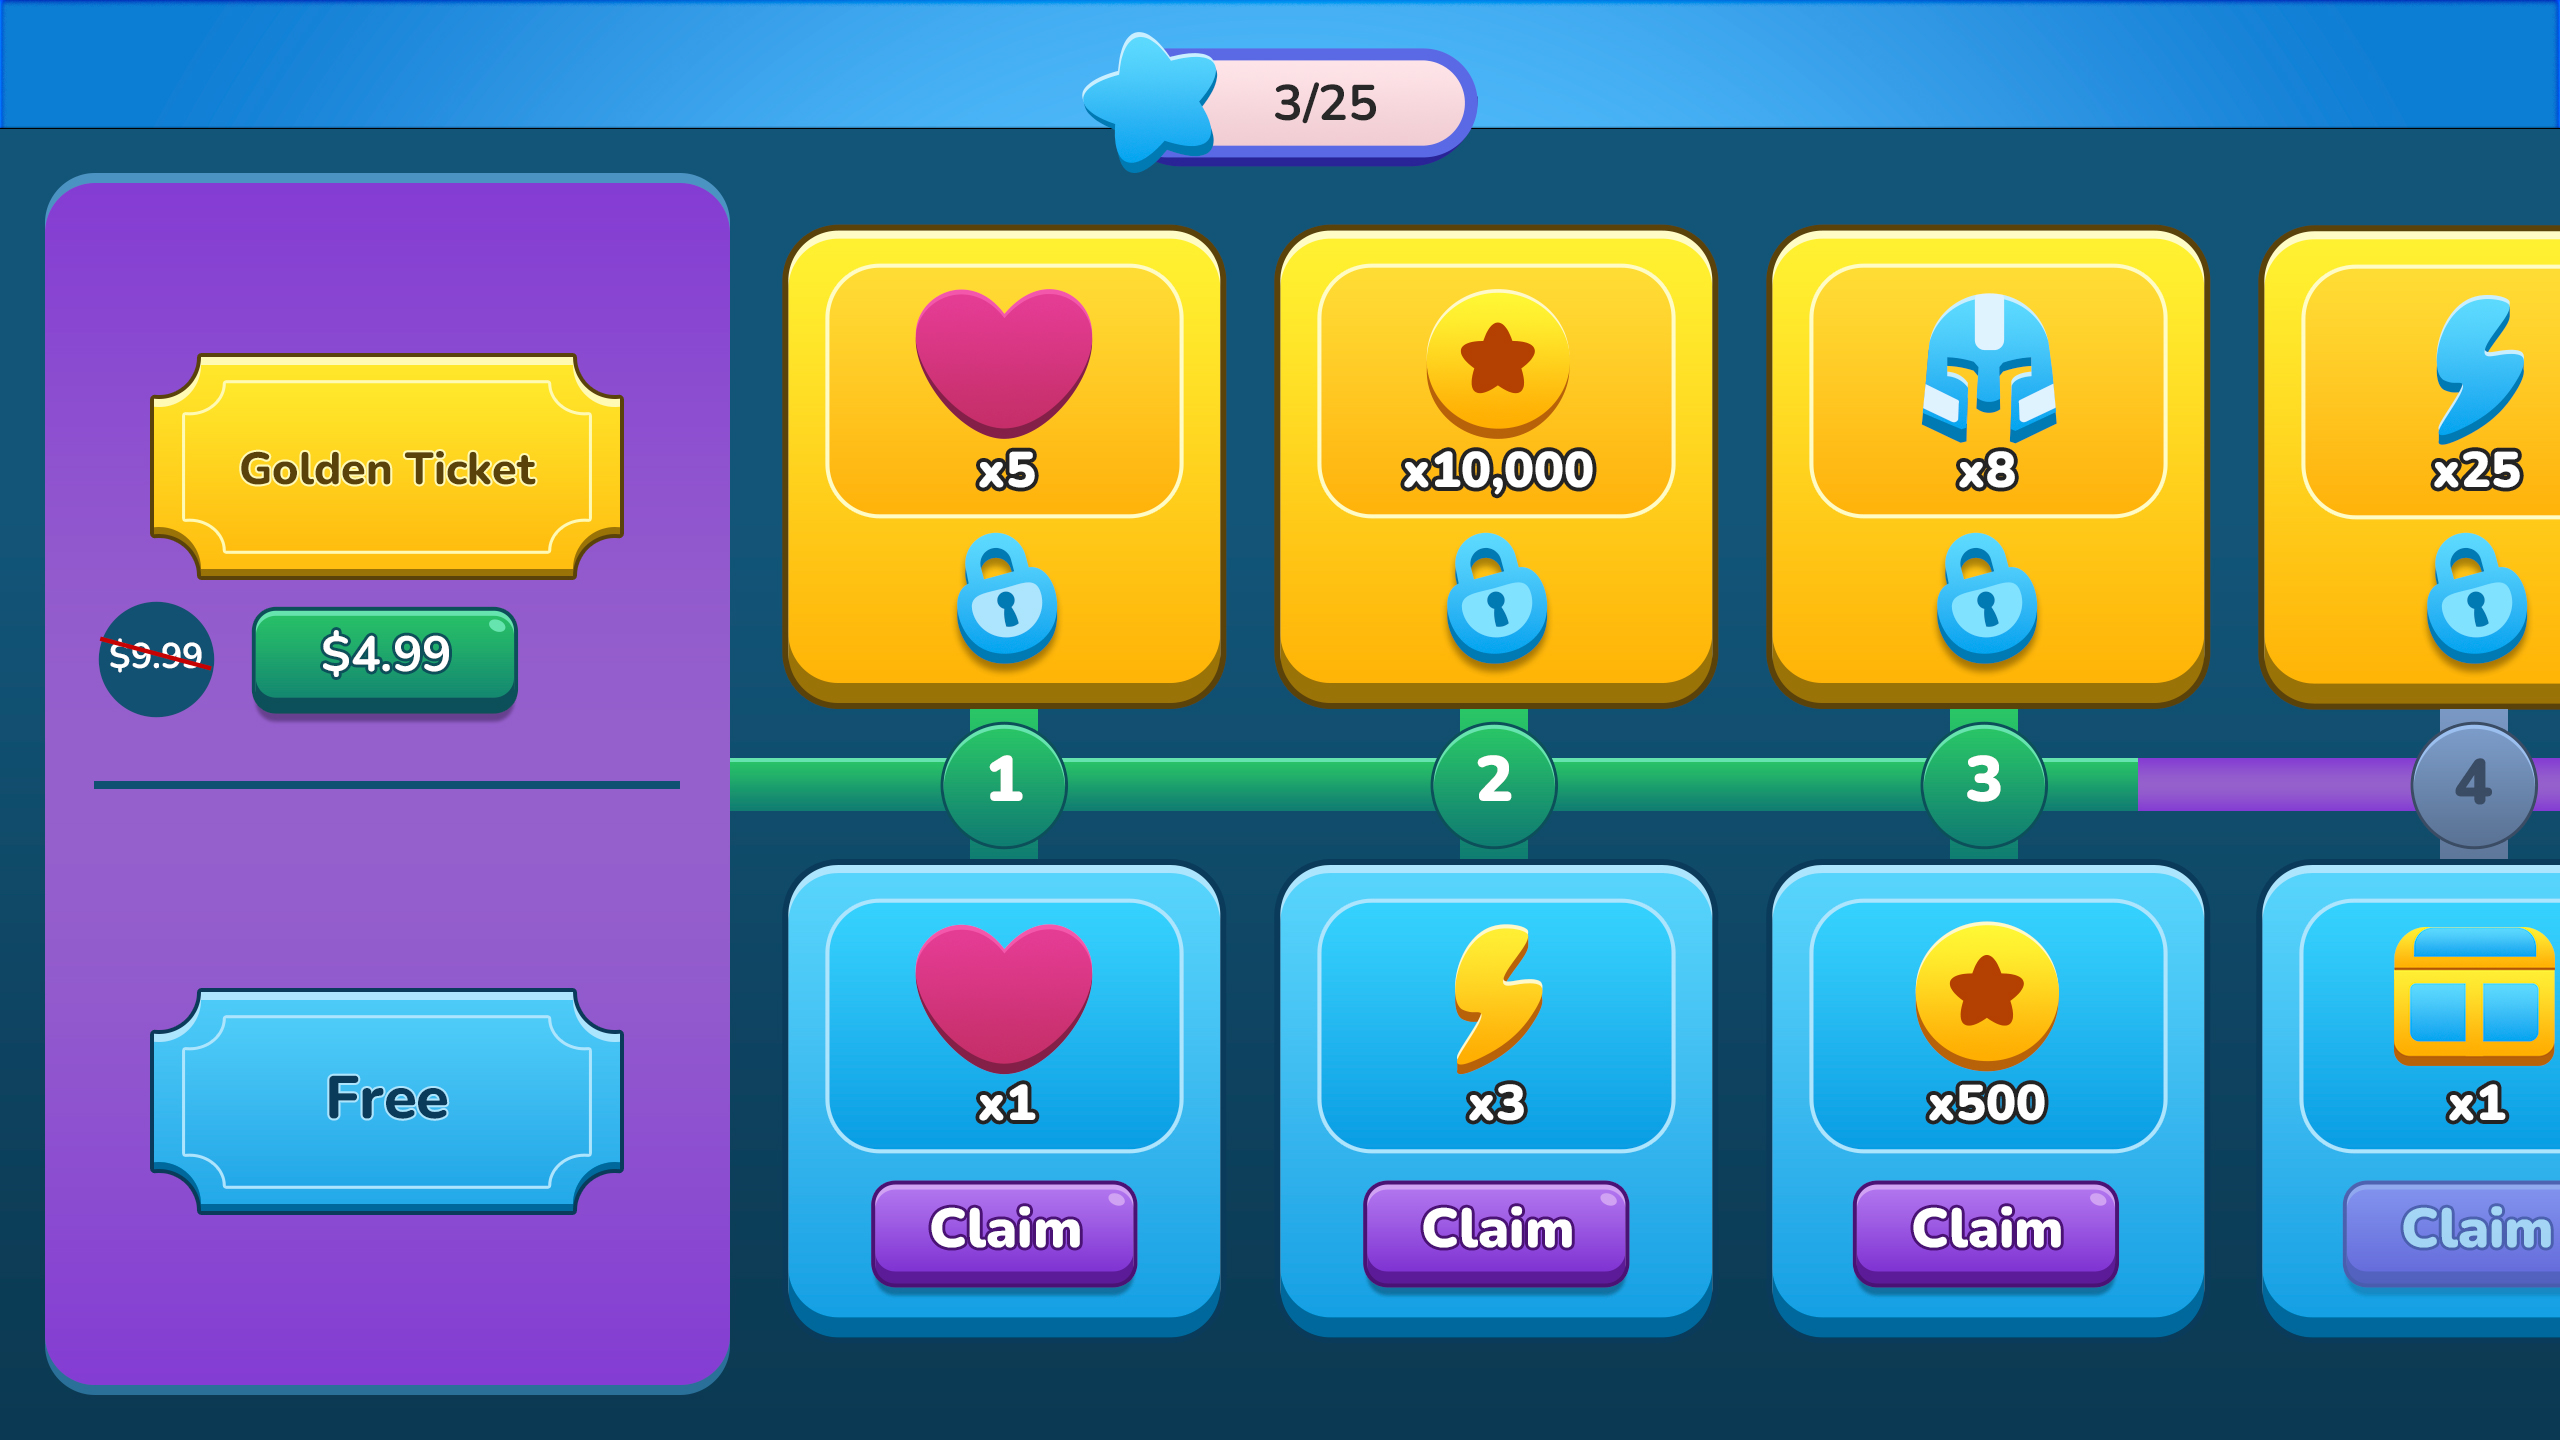 3/25
Golden Ticket
$9.99
$4.99
Free
x5
x10,000
x8
x25
1
2
3
4
x1
x3
x500
x1
Claim
Claim
Claim
Claim